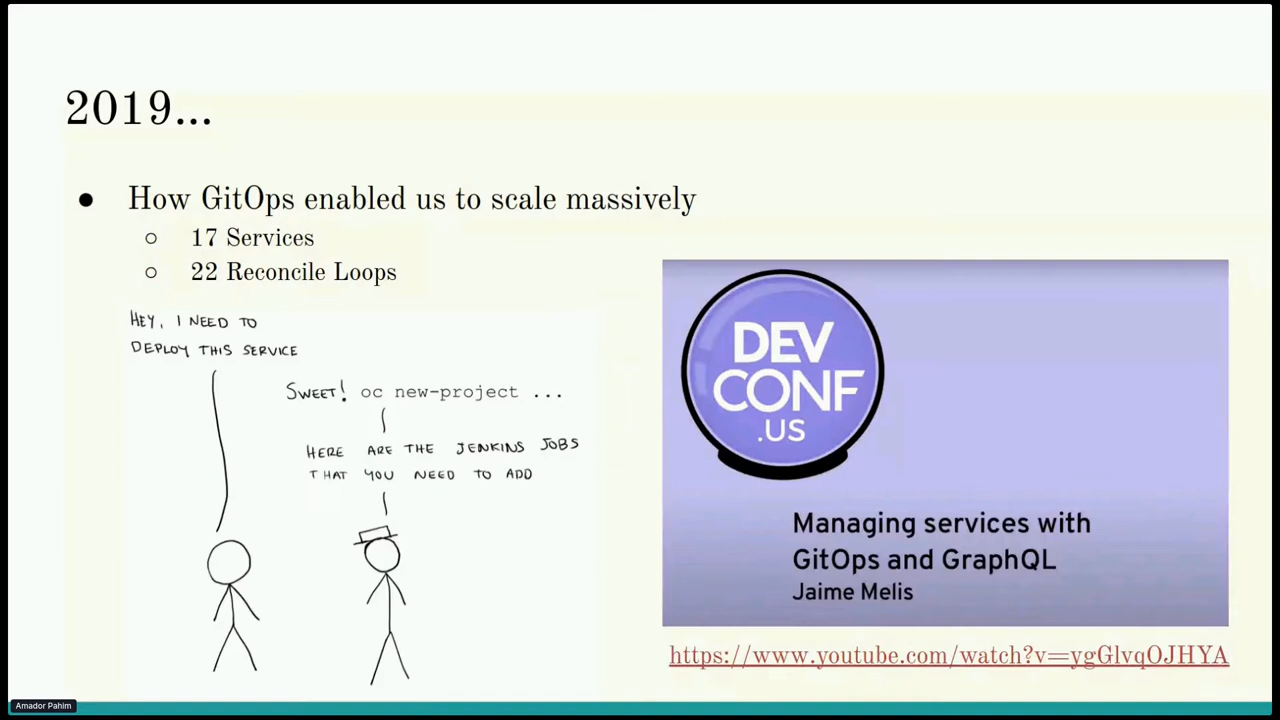 2019...
● How GitOps enabled us to scale massively
○ 17 Services
○ 22 Reconcile Loops
HEY, I NEED TO
DEPLOY THIS SERVICE
SWEET! oc new-project ...
HERE ARE THE JENKINS JOBS
THAT YOU NEED TO ADD
DEV
CONF
.US
Managing services with
GitOps and GraphQL
Jaime Melis
https://www.youtube.com/watch?v=ygGlvqOJHYA
Amador Pahim